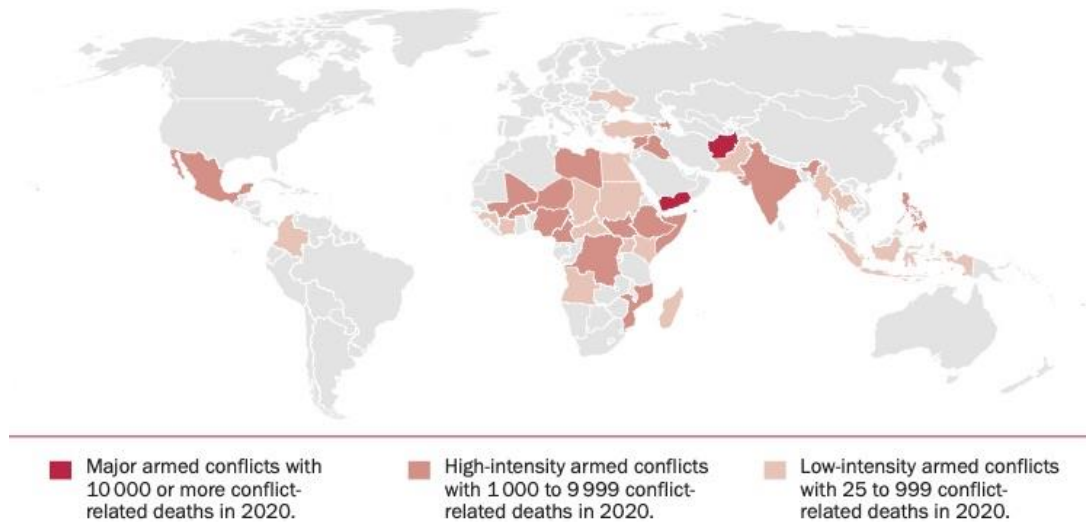 Major armed conflicts with
10 000 or more conflict-
related deaths in 2020.
High-intensity armed conflicts
with 1 000 to 9 999 conflict-
related deaths in 2020.
Low-intensity armed conflicts
with 25 to 999 conflict-
related deaths in 2020.